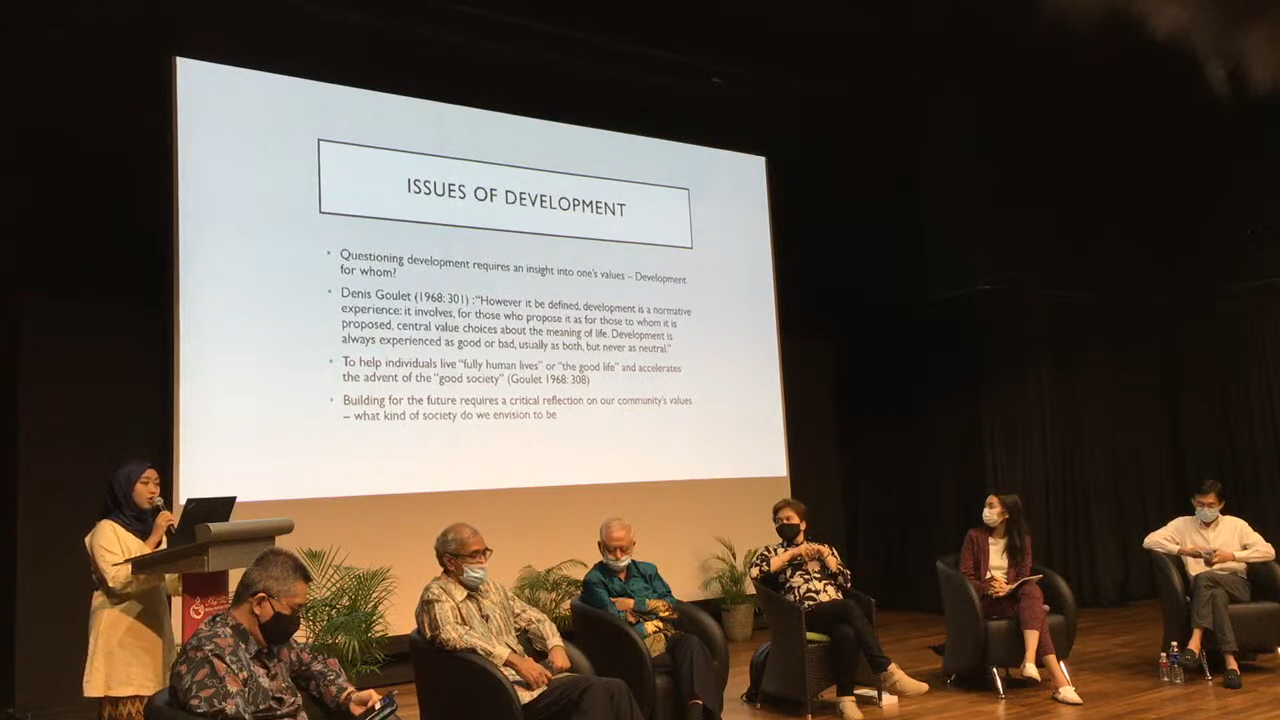 ISSUES OF DEVELOPMENT
• Questioning development requires an insight into one's values – Development
for whom?
• Denis Goulet (1968: 301) :"However it be defined, development is a normative
experience: it involves, for those who propose it as for those to whom it is
proposed, central value choices about the meaning of life. Development is
always experienced as good or bad, usually as both, but never as neutral."
• To help individuals live "fully human lives" or "the good life" and accelerates
the advent of the "good society" (Goulet 1968: 308)
• Building for the future requires a critical reflection on our community's values
– what kind of society do we envision to be